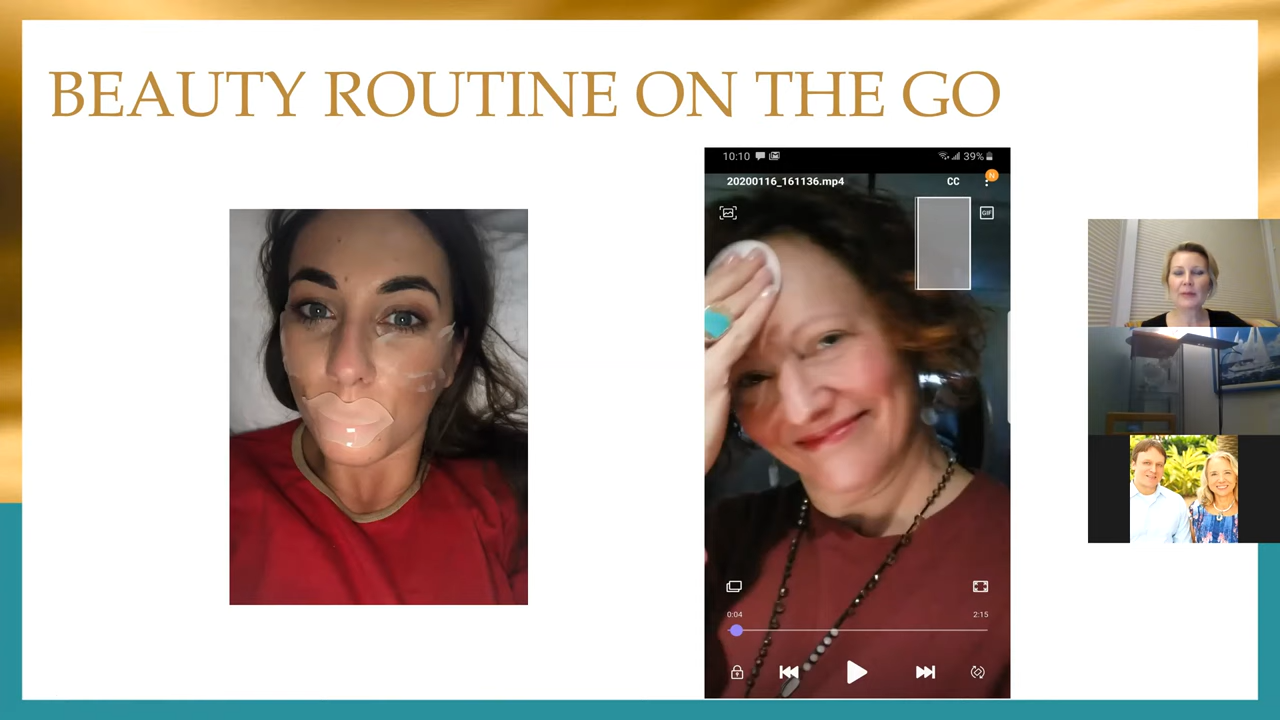 BEAUTY ROUTINE ON THE GO
10:10 39%
20200116_161136.mp4 CC N
GIF
0:04 2:15